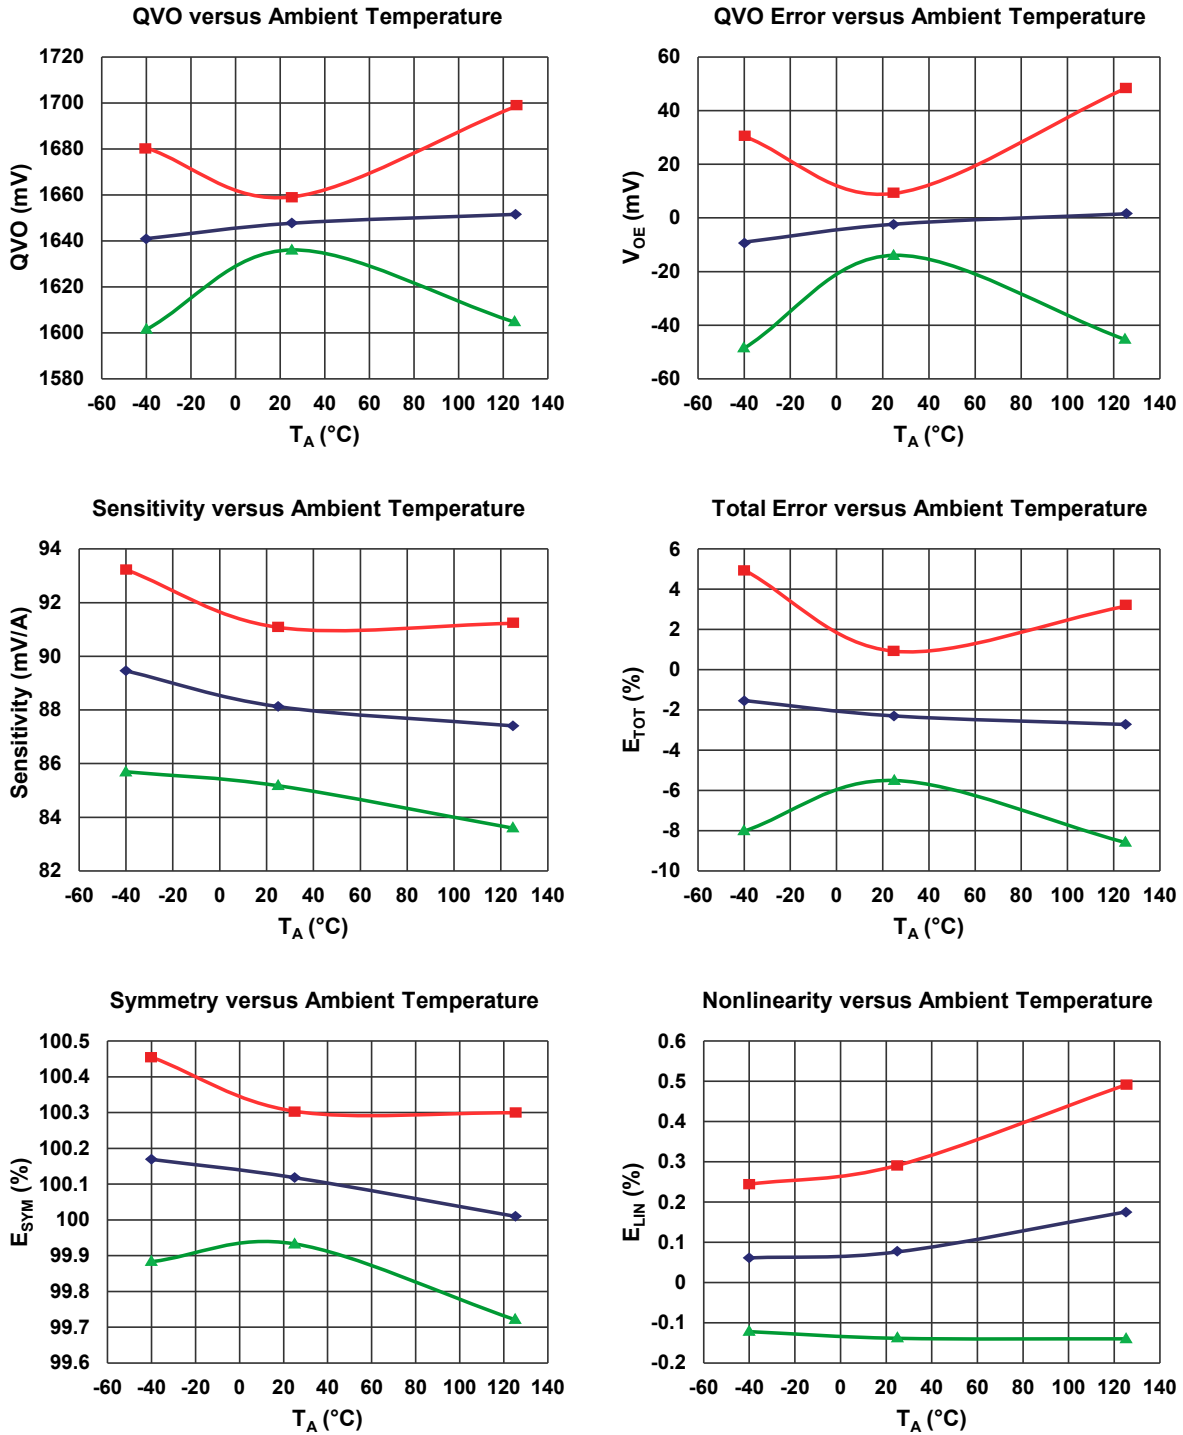 QVO versus Ambient Temperature
1720
1700
1680
1660
1640
1620
1600
1580
QVO (mV)
-60 -40 -20 0 20 40 60 80 100 120 140
TA (°C)
QVO Error versus Ambient Temperature
60
40
20
0
-20
-40
-60
VOE (mV)
-60 -40 -20 0 20 40 60 80 100 120 140
TA (°C)
Sensitivity versus Ambient Temperature
94
92
90
88
86
84
82
Sensitivity (mV/A)
-60 -40 -20 0 20 40 60 80 100 120 140
TA (°C)
Total Error versus Ambient Temperature
6
4
2
0
-2
-4
-6
-8
-10
ETOT (%)
-60 -40 -20 0 20 40 60 80 100 120 140
TA (°C)
Symmetry versus Ambient Temperature
100.5
100.4
100.3
100.2
100.1
100
99.9
99.8
99.7
99.6
ESYM (%)
-60 -40 -20 0 20 40 60 80 100 120 140
TA (°C)
Nonlinearity versus Ambient Temperature
0.6
0.5
0.4
0.3
0.2
0.1
0
-0.1
-0.2
ELIN (%)
-60 -40 -20 0 20 40 60 80 100 120 140
TA (°C)